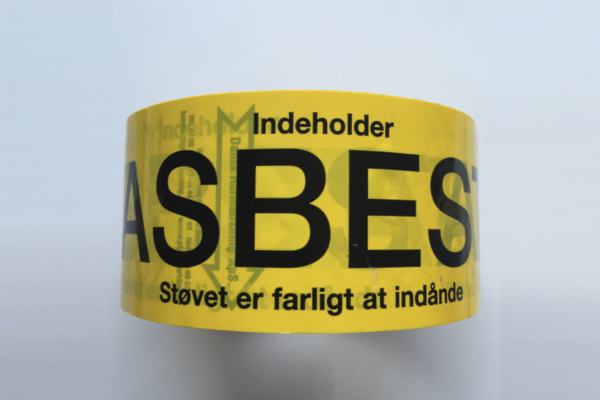 Indeholder
ASBEST
Støvet er farligt at indånde